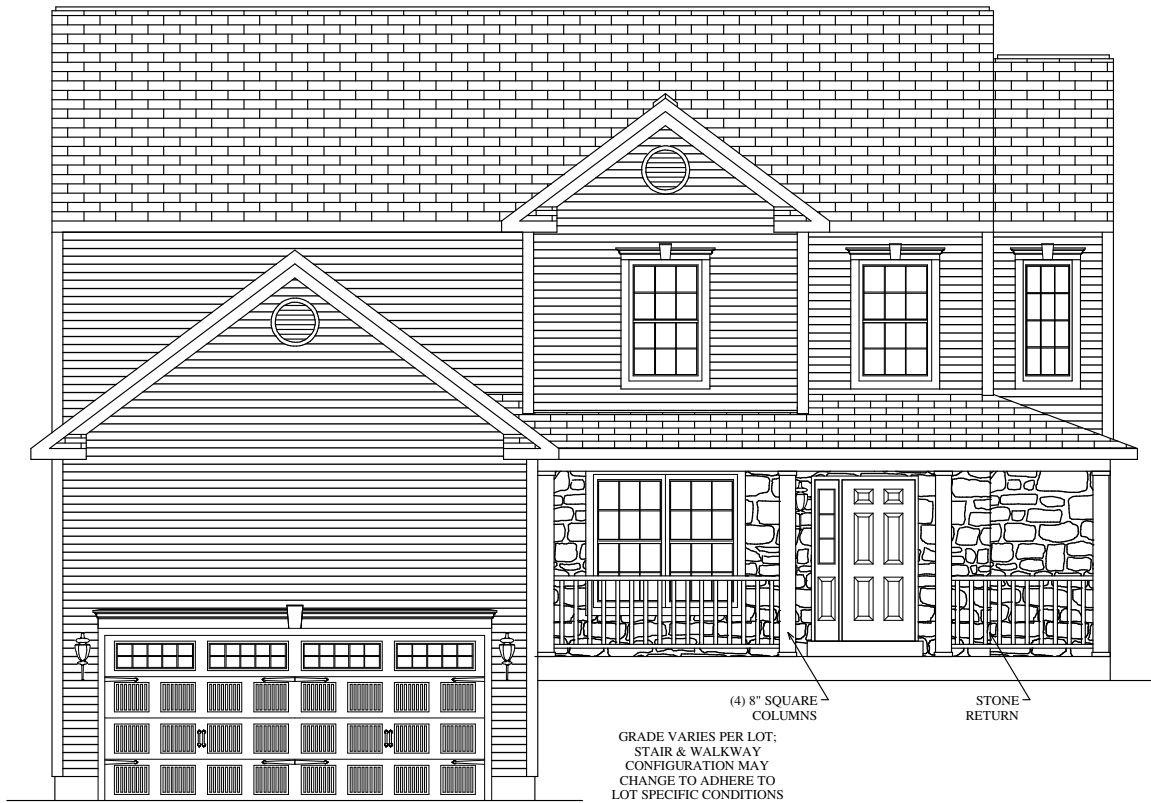 (4) 8" SQUARE
COLUMNS
STONE
RETURN
GRADE VARIES PER LOT;
STAIR & WALKWAY
CONFIGURATION MAY
CHANGE TO ADHERE TO
LOT SPECIFIC CONDITIONS